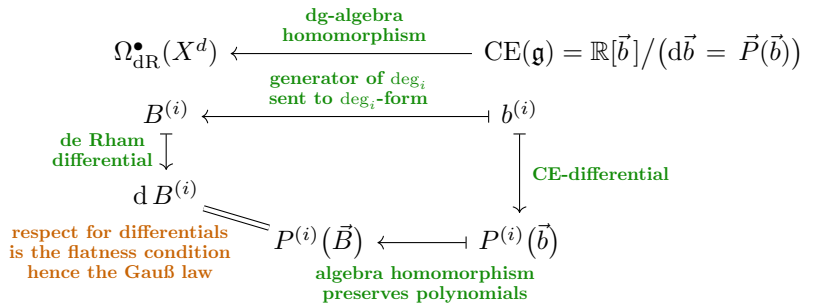 dg-algebra
homomorphism
Ω^•_dR(X^d) ← CE(𝔤) = ℝ[b⃗]/(db⃗ = P⃗(b⃗))
generator of deg_i
sent to deg_i-form
B^(i) ↤ b^(i)
de Rham
differential
CE-differential
d B^(i)
respect for differentials
is the flatness condition
hence the Gauß law
P^(i)(B⃗) ↤ P^(i)(b⃗)
algebra homomorphism
preserves polynomials